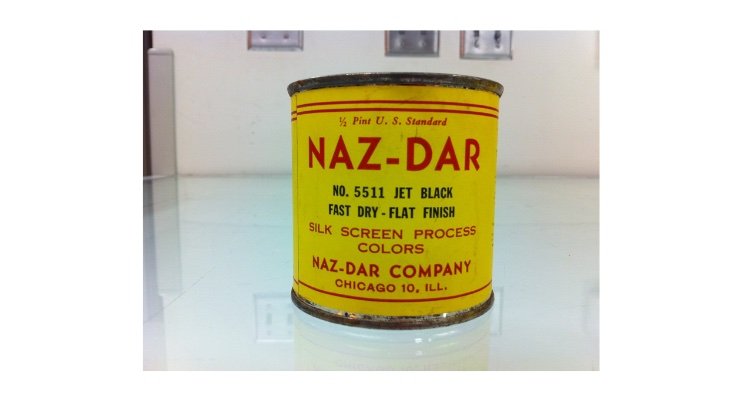 ½ Pint U. S. Standard
NAZ-DAR
NO. 5511 JET BLACK
FAST DRY - FLAT FINISH
SILK SCREEN PROCESS
COLORS
NAZ-DAR COMPANY
CHICAGO 10, ILL.